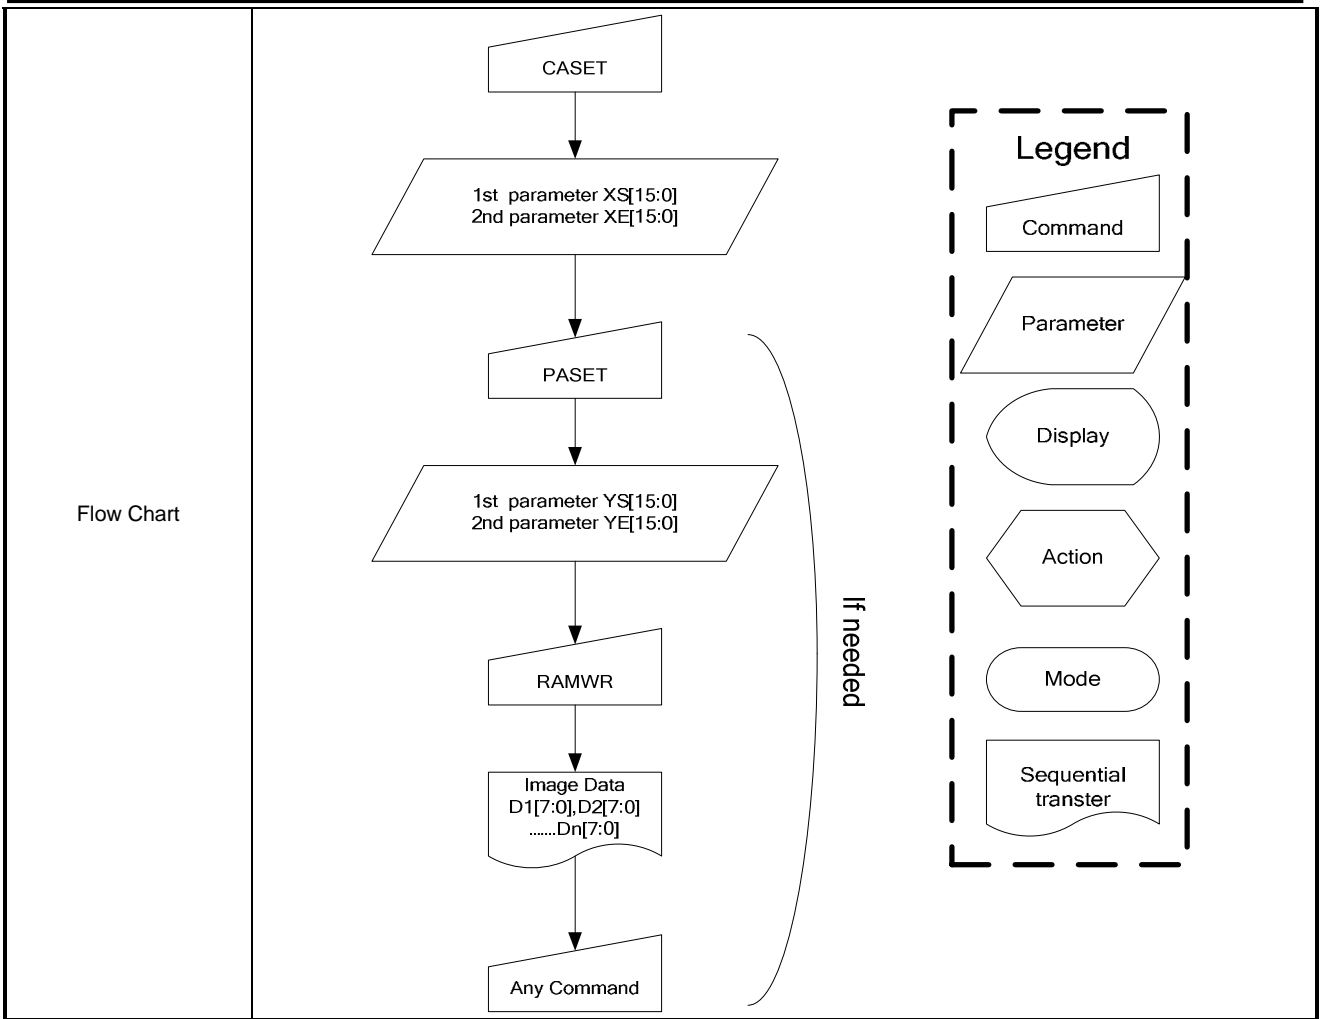 Flow Chart
CASET
1st parameter XS[15:0]
2nd parameter XE[15:0]
PASET
1st parameter YS[15:0]
2nd parameter YE[15:0]
RAMWR
Image Data
D1[7:0],D2[7:0]
.......Dn[7:0]
Any Command
If needed
Legend
Command
Parameter
Display
Action
Mode
Sequential
transter